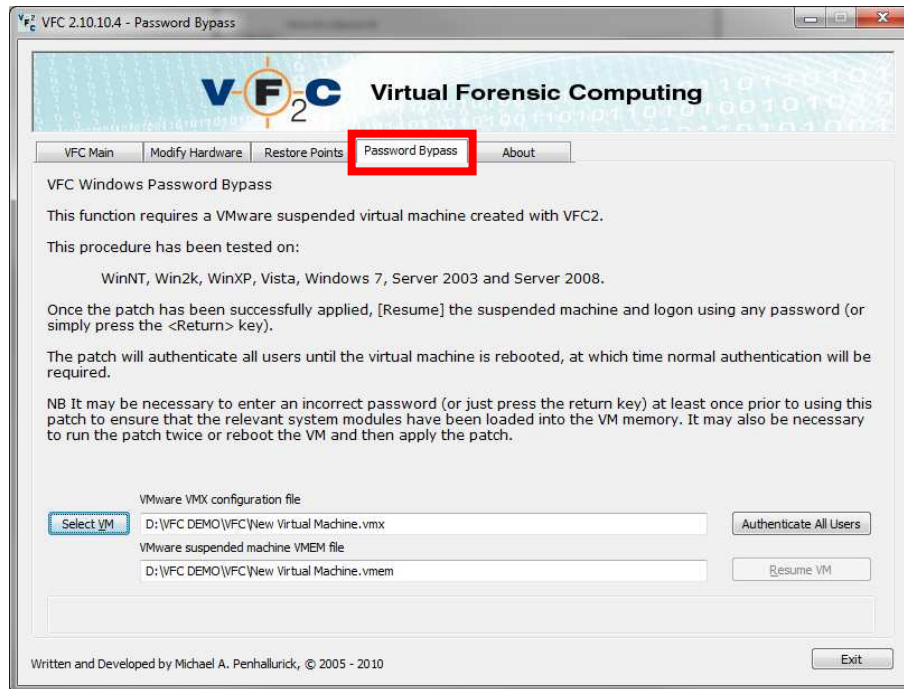 VFC 2.10.10.4 - Password Bypass
VF2C Virtual Forensic Computing
VFC Main Modify Hardware Restore Points Password Bypass About
VFC Windows Password Bypass
This function requires a VMware suspended virtual machine created with VFC2.
This procedure has been tested on:
WinNT, Win2k, WinXP, Vista, Windows 7, Server 2003 and Server 2008.
Once the patch has been successfully applied, [Resume] the suspended machine and logon using any password (or
simply press the <Return> key).
The patch will authenticate all users until the virtual machine is rebooted, at which time normal authentication will be
required.
NB It may be necessary to enter an incorrect password (or just press the return key) at least once prior to using this
patch to ensure that the relevant system modules have been loaded into the VM memory. It may also be necessary
to run the patch twice or reboot the VM and then apply the patch.
VMware VMX configuration file
Select VM D:\VFC DEMO\VFC\New Virtual Machine.vmx Authenticate All Users
VMware suspended machine VMEM file
D:\VFC DEMO\VFC\New Virtual Machine.vmem Resume VM
Written and Developed by Michael A. Penhallurick, © 2005 - 2010 Exit